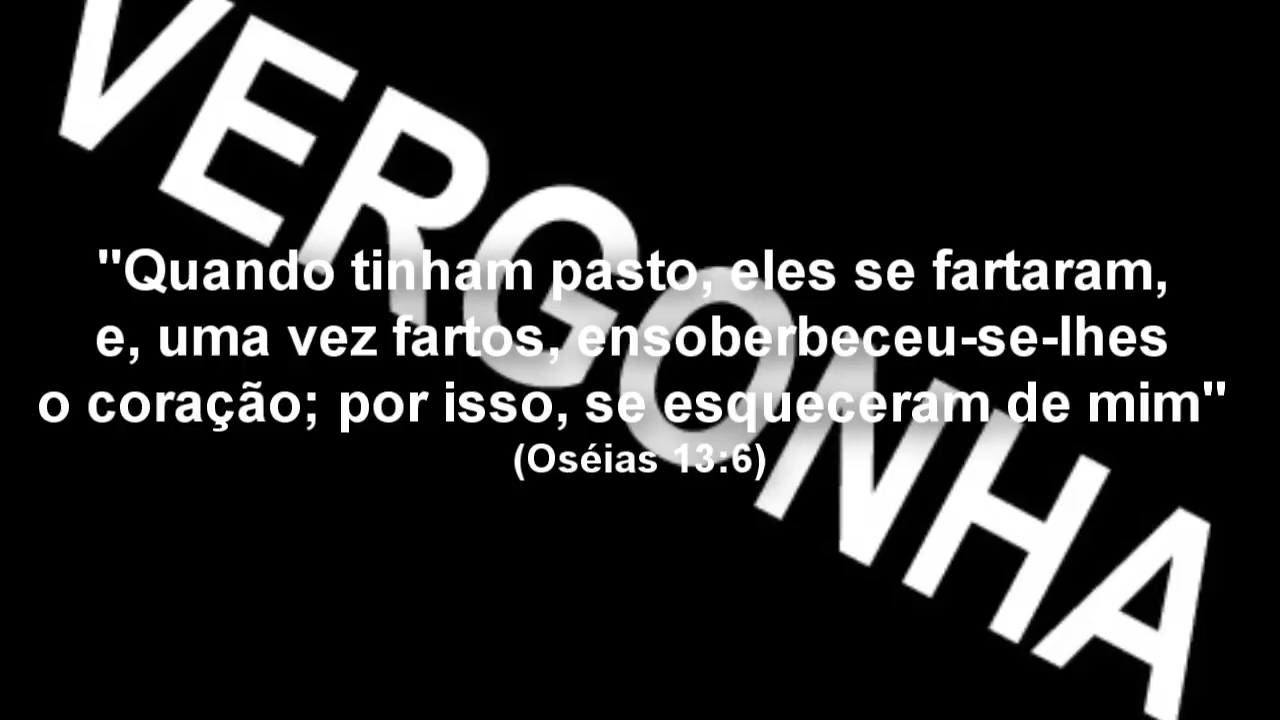 VERGONHA
"Quando tinham pasto, eles se fartaram,
e, uma vez fartos, ensoberbeceu-se-lhes
o coração; por isso, se esqueceram de mim"
(Oséias 13:6)